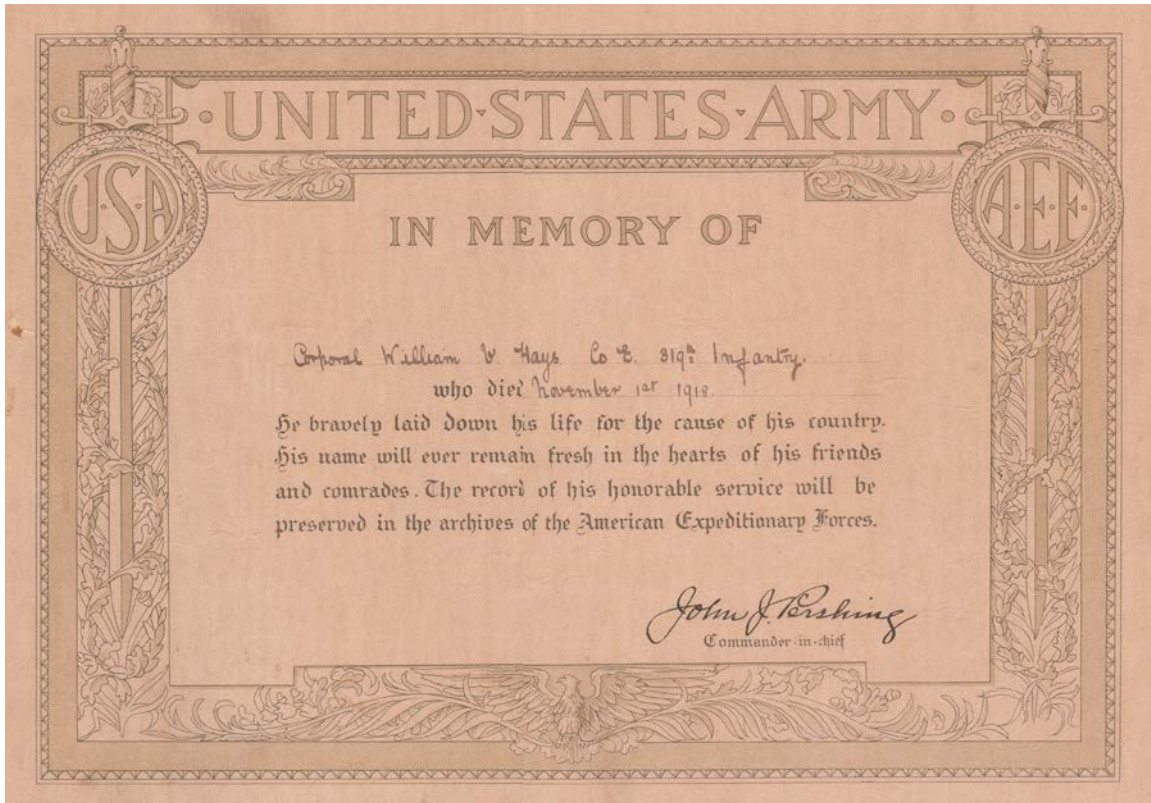 ·UNITED·STATES·ARMY·
U·S·A
A·E·F·
IN MEMORY OF
Corporal William V Hays Co E. 319th Infantry.
who died November 1st 1918.
He bravely laid down his life for the cause of his country.
His name will ever remain fresh in the hearts of his friends
and comrades. The record of his honorable service will be
preserved in the archives of the American Expeditionary Forces.
John J. Pershing
Commander-in-chief